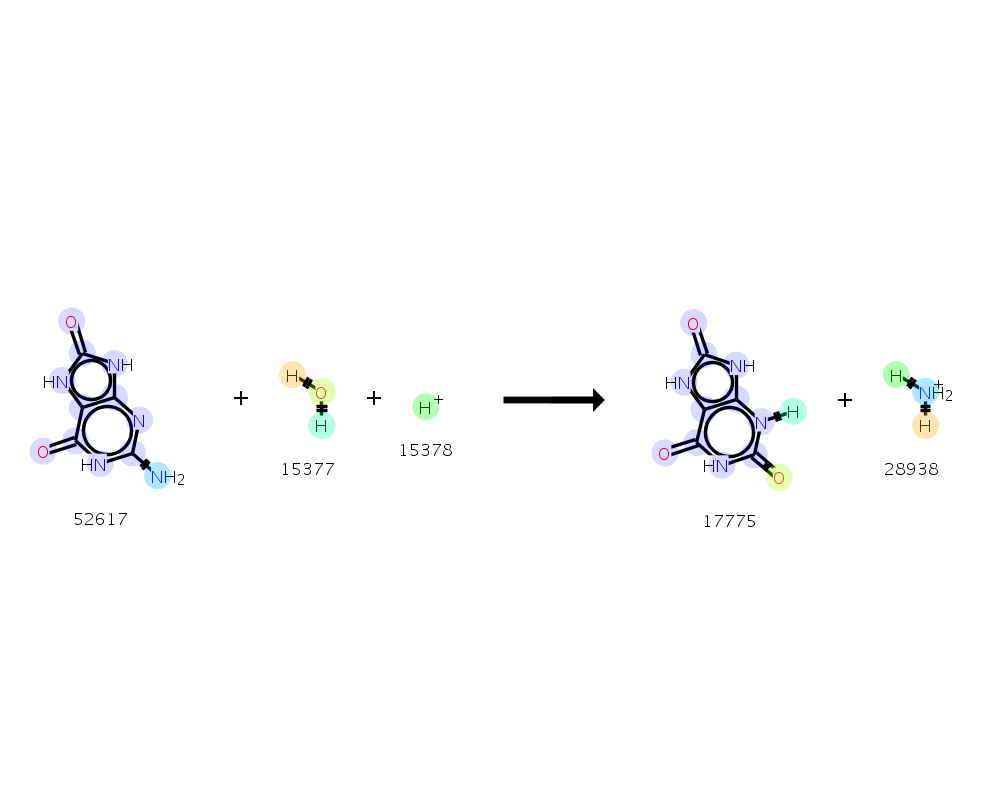 O
NH
HN
N
O
HN
NH2
52617
+
H
O
H
15377
+
H+
15378
O
NH
HN
N
H
O
HN
O
17775
+
H
NH2+
H
28938